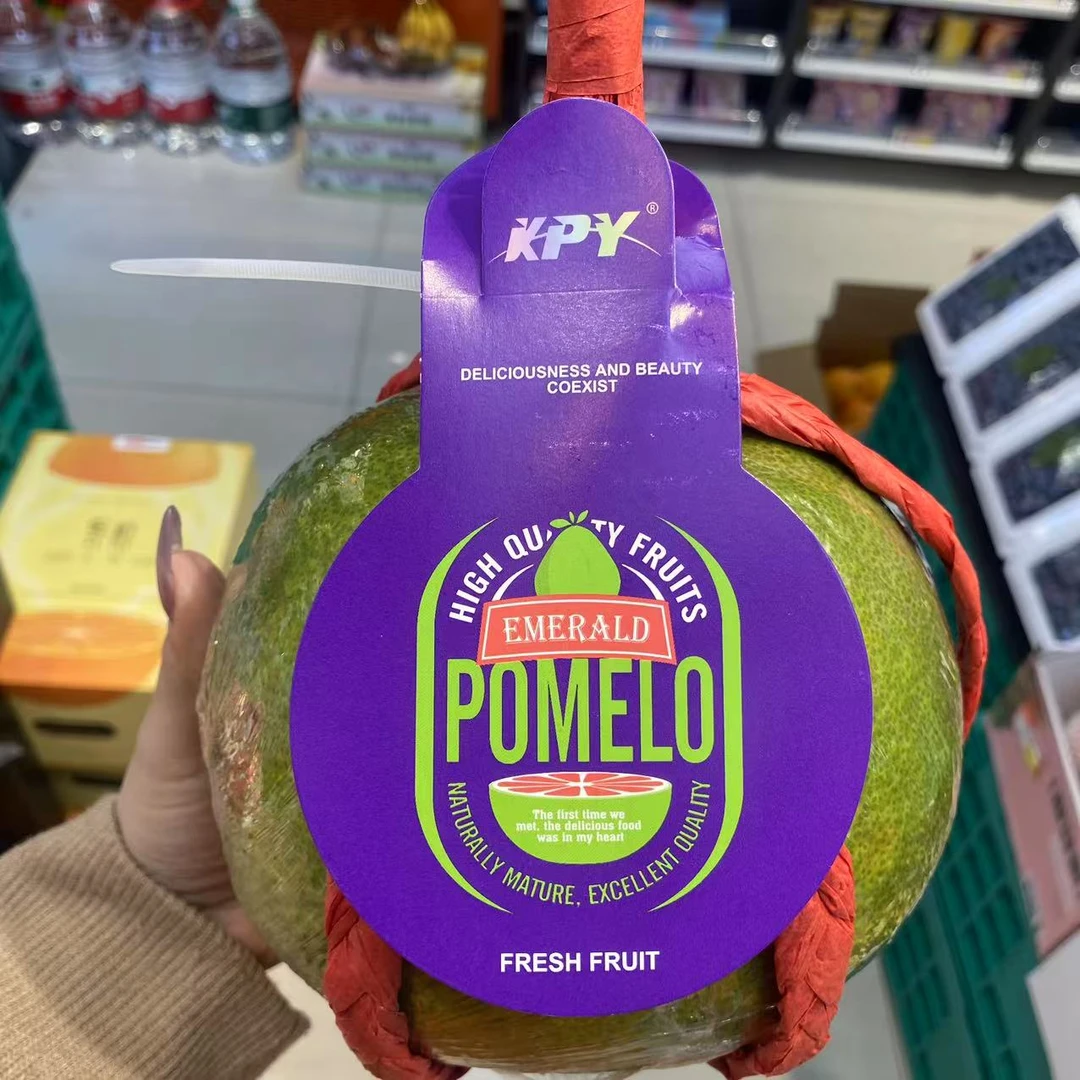 KPY®
DELICIOUSNESS AND BEAUTY
COEXIST
HIGH QUALITY FRUITS
EMERALD
POMELO
The first time we
met, the delicious food
was in my heart
NATURALLY MATURE, EXCELLENT QUALITY
FRESH FRUIT